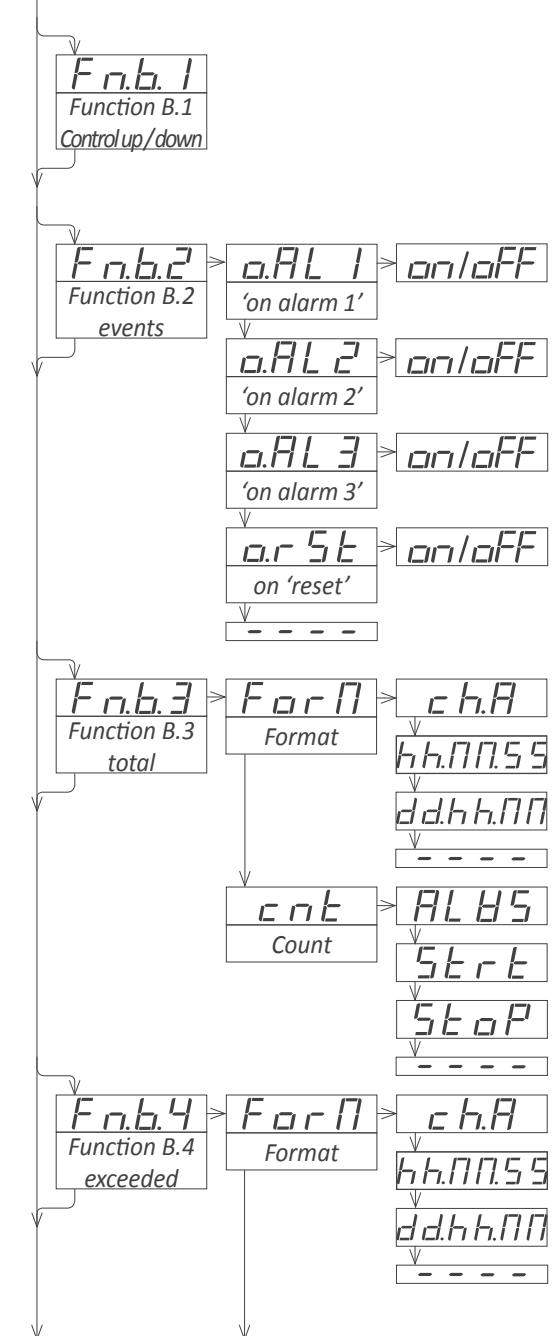 Fn.b.1
Function B.1
Control up/down
Fn.b.2
Function B.2
events
o.AL 1
'on alarm 1'
on/oFF
o.AL 2
'on alarm 2'
on/oFF
o.AL 3
'on alarm 3'
on/oFF
o.rSt
on 'reset'
on/oFF
- - - -
Fn.b.3
Function B.3
total
ForM
Format
ch.A
hh.MM.SS
dd.hh.MM
- - - -
cnt
Count
ALWS
Strt
StoP
- - - -
Fn.b.4
Function B.4
exceeded
ForM
Format
ch.A
hh.MM.SS
dd.hh.MM
- - - -